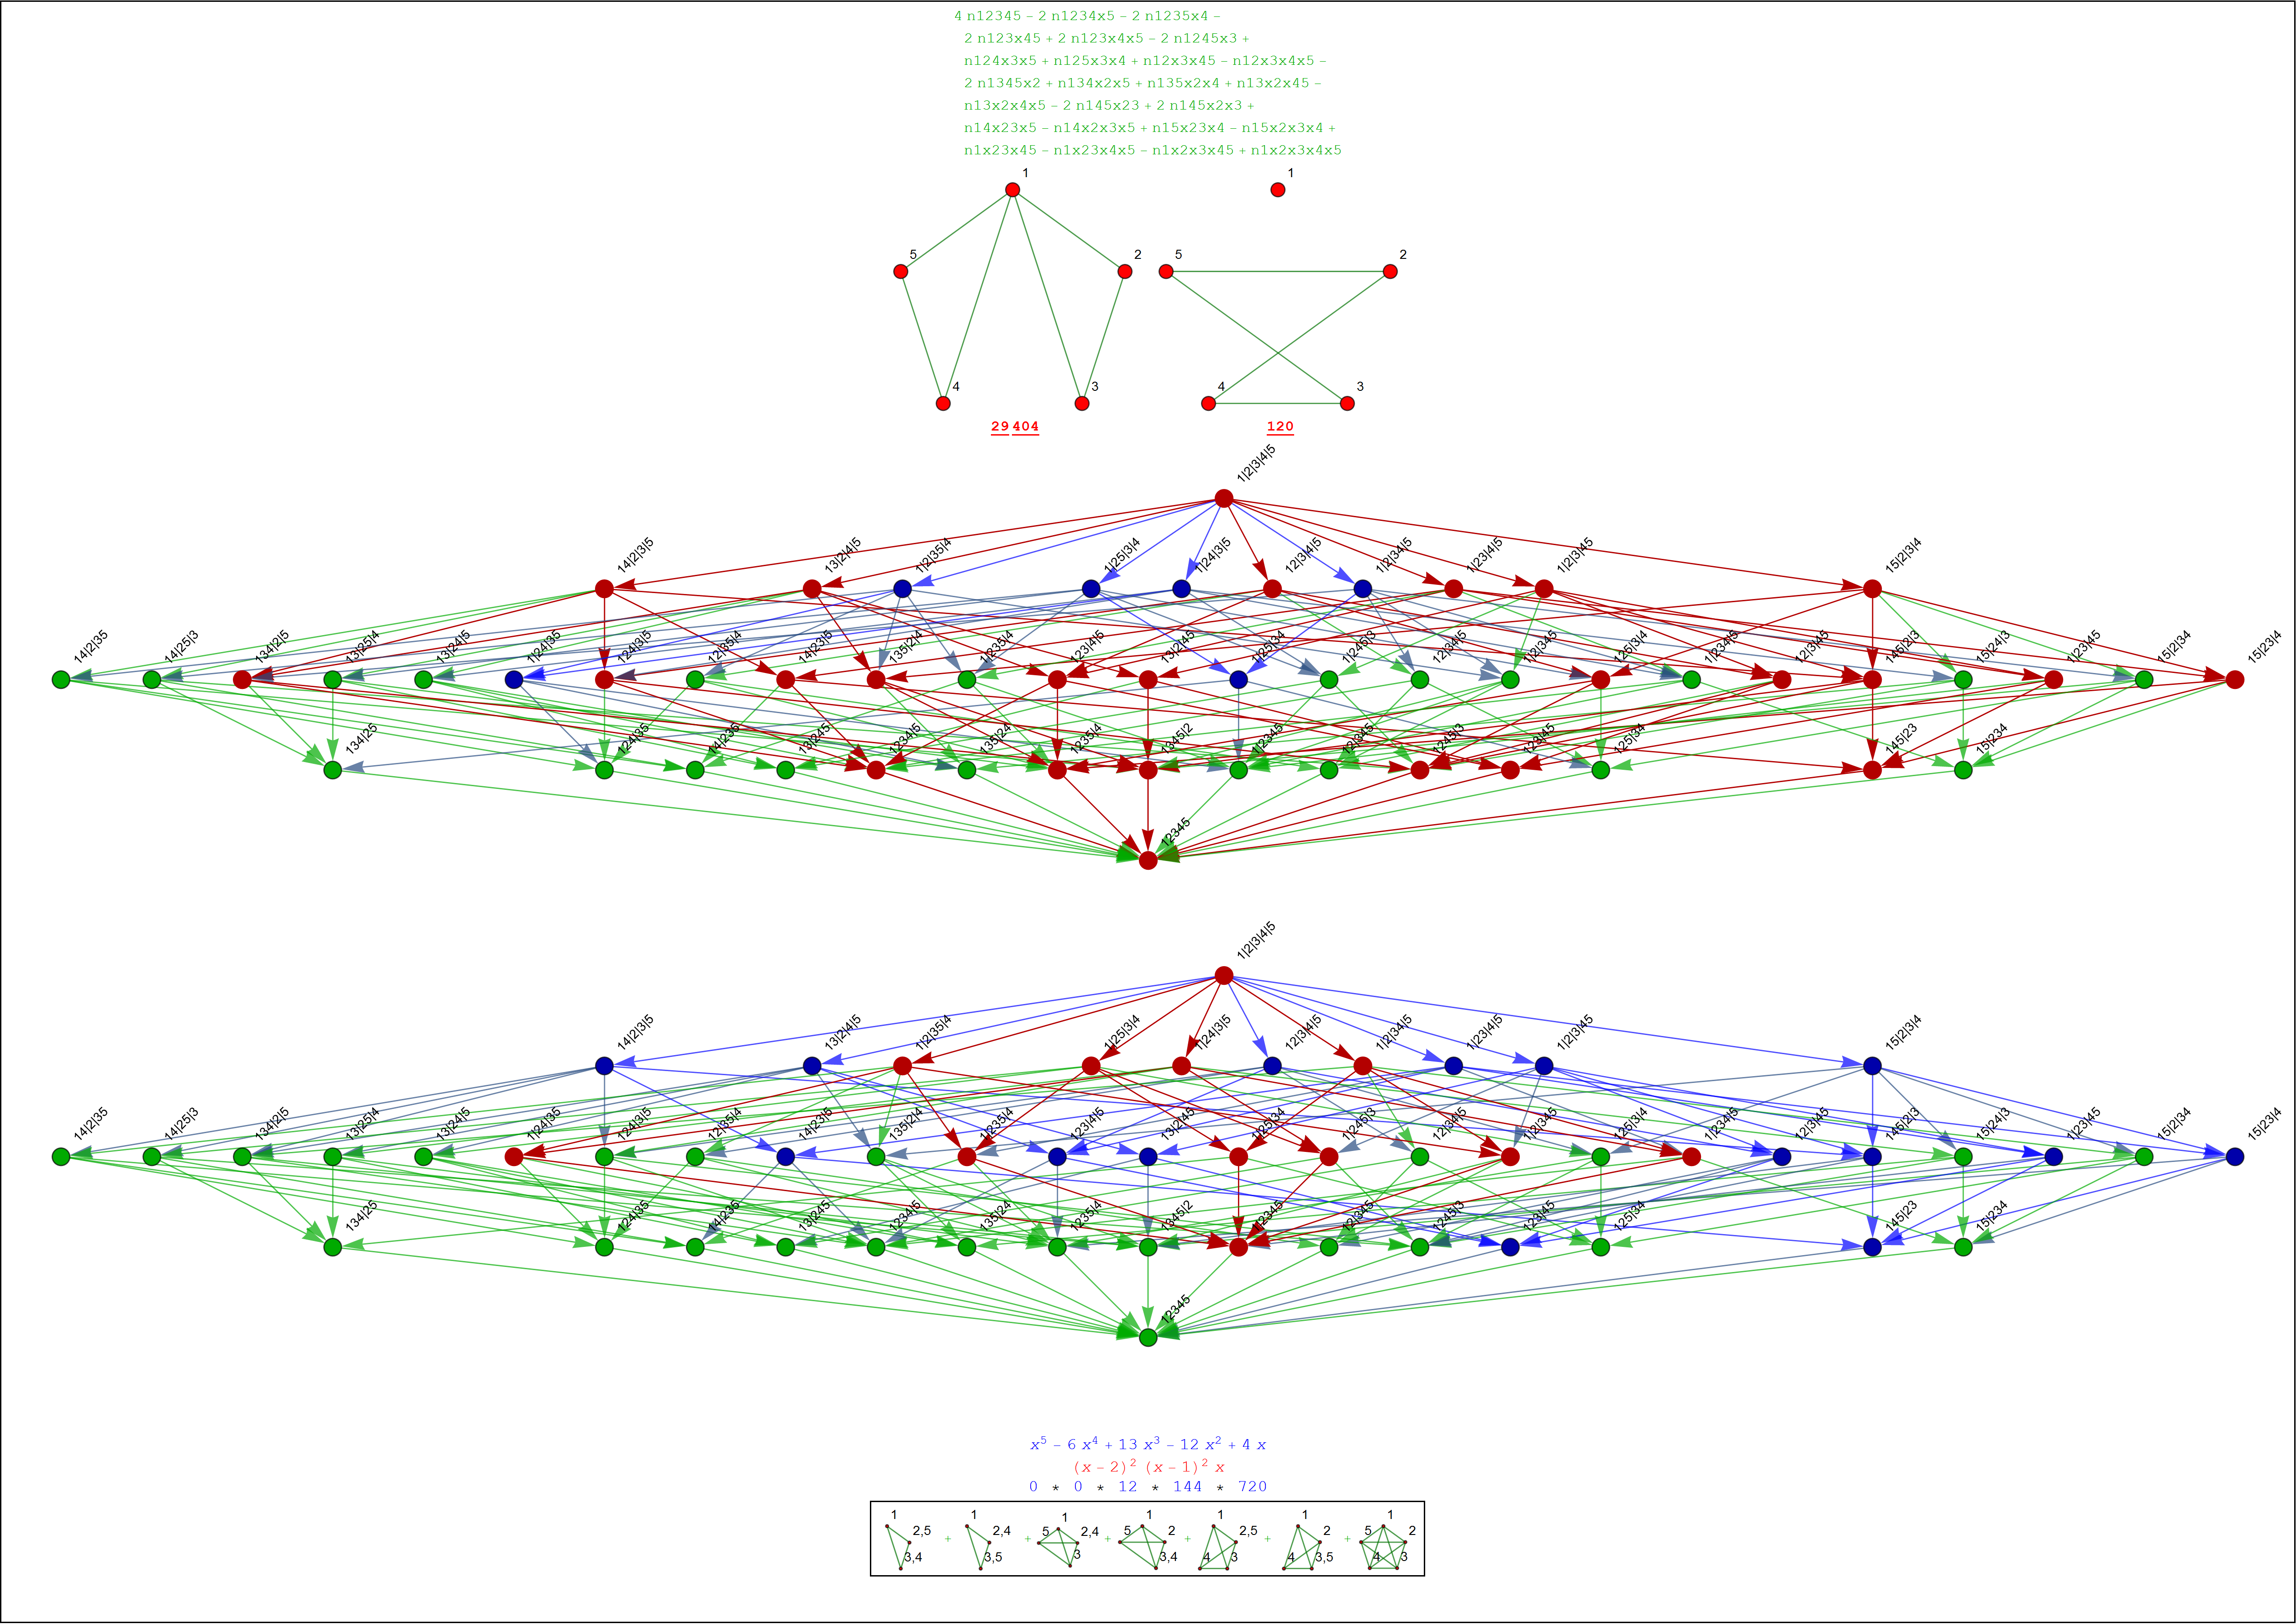 4 n12345 − 2 n1234x5 − 2 n1235x4 −
2 n123x45 + 2 n123x4x5 − 2 n1245x3 +
n124x3x5 + n125x3x4 + n12x3x45 − n12x3x4x5 −
2 n1345x2 + n134x2x5 + n135x2x4 + n13x2x45 −
n13x2x4x5 − 2 n145x23 + 2 n145x2x3 +
n14x23x5 − n14x2x3x5 + n15x23x4 − n15x2x3x4 +
n1x23x45 − n1x23x4x5 − n1x2x3x45 + n1x2x3x4x5
1 1
5 2 5 2
4 3 4 3
29 404 120
1|2|3|4|5
14|2|3|5 13|2|4|5 1|2|35|4 1|25|3|4 1|24|3|5 12|3|4|5 1|2|34|5 1|23|4|5 1|2|3|45 15|2|3|4
14|2|35 14|25|3 134|2|5 13|25|4 13|24|5 1|24|35 124|3|5 12|35|4 14|23|5 135|2|4 1|235|4 123|4|5 13|2|45 1|25|34 1|245|3 12|34|5 1|2|345 125|3|4 1|234|5 12|3|45 145|2|3 15|24|3 1|23|45 15|2|34 15|23|4
134|25 124|35 14|235 13|245 1234|5 135|24 1235|4 1345|2 1|2345 12|345 1245|3 123|45 125|34 145|23 15|234
12345
1|2|3|4|5
14|2|3|5 13|2|4|5 1|2|35|4 1|25|3|4 1|24|3|5 12|3|4|5 1|2|34|5 1|23|4|5 1|2|3|45 15|2|3|4
14|2|35 14|25|3 134|2|5 13|25|4 13|24|5 1|24|35 124|3|5 12|35|4 14|23|5 135|2|4 1|235|4 123|4|5 13|2|45 1|25|34 1|245|3 12|34|5 1|2|345 125|3|4 1|234|5 12|3|45 145|2|3 15|24|3 1|23|45 15|2|34 15|23|4
134|25 124|35 14|235 13|245 1234|5 135|24 1235|4 1345|2 1|2345 12|345 1245|3 123|45 125|34 145|23 15|234
12345
x⁵ − 6 x⁴ + 13 x³ − 12 x² + 4 x
(x − 2)² (x − 1)² x
0 * 0 * 12 * 144 * 720
1 2,5 3,4 + 1 2,4 3,5 + 1 5 2,4 3 + 1 5 2 3,4 + 1 2,5 4 3 + 1 2 4 3,5 + 1 5 2 4 3